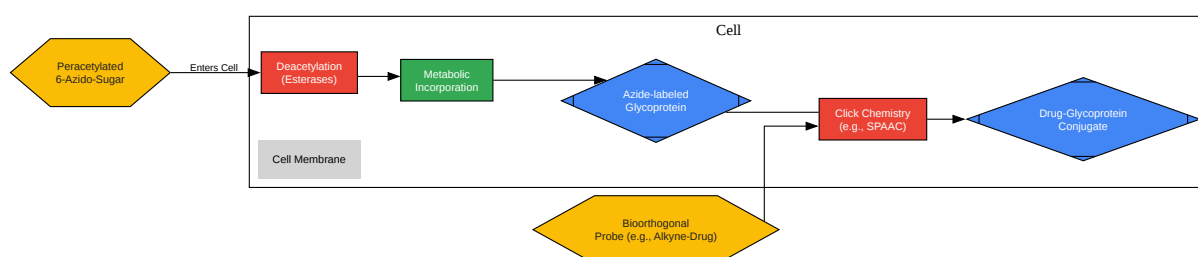 Cell
Peracetylated
6-Azido-Sugar
Enters Cell
Deacetylation
(Esterases)
Metabolic
Incorporation
Azide-labeled
Glycoprotein
Click Chemistry
(e.g., SPAAC)
Drug-Glycoprotein
Conjugate
Cell Membrane
Bioorthogonal
Probe (e.g., Alkyne-Drug)